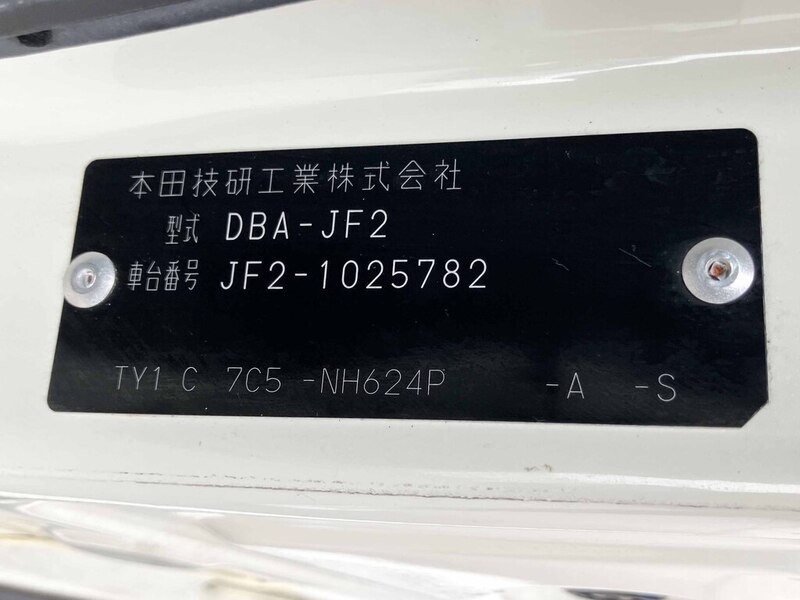 本田技研工業株式会社
型式 DBA-JF2
車台番号 JF2-1025782
TY1 C 7C5 -NH624P -A -S